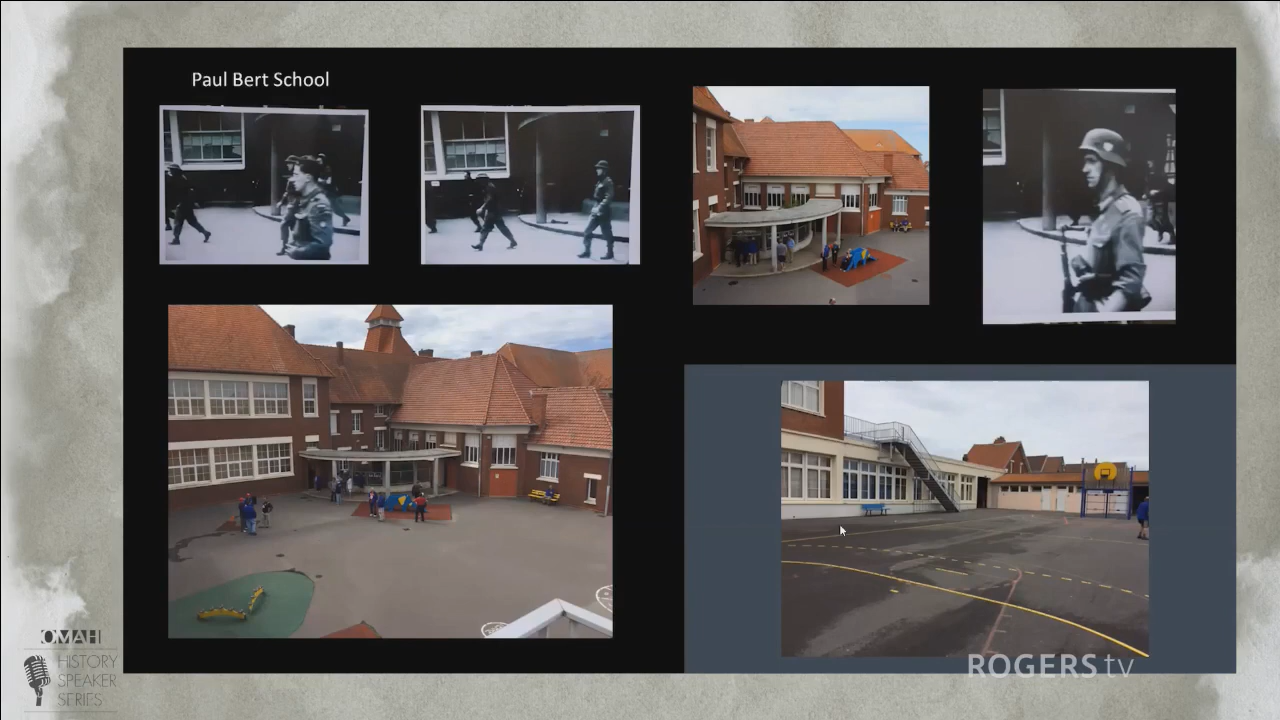 Paul Bert School
OMAH
HISTORY
SPEAKER
SERIES
ROGERS tv